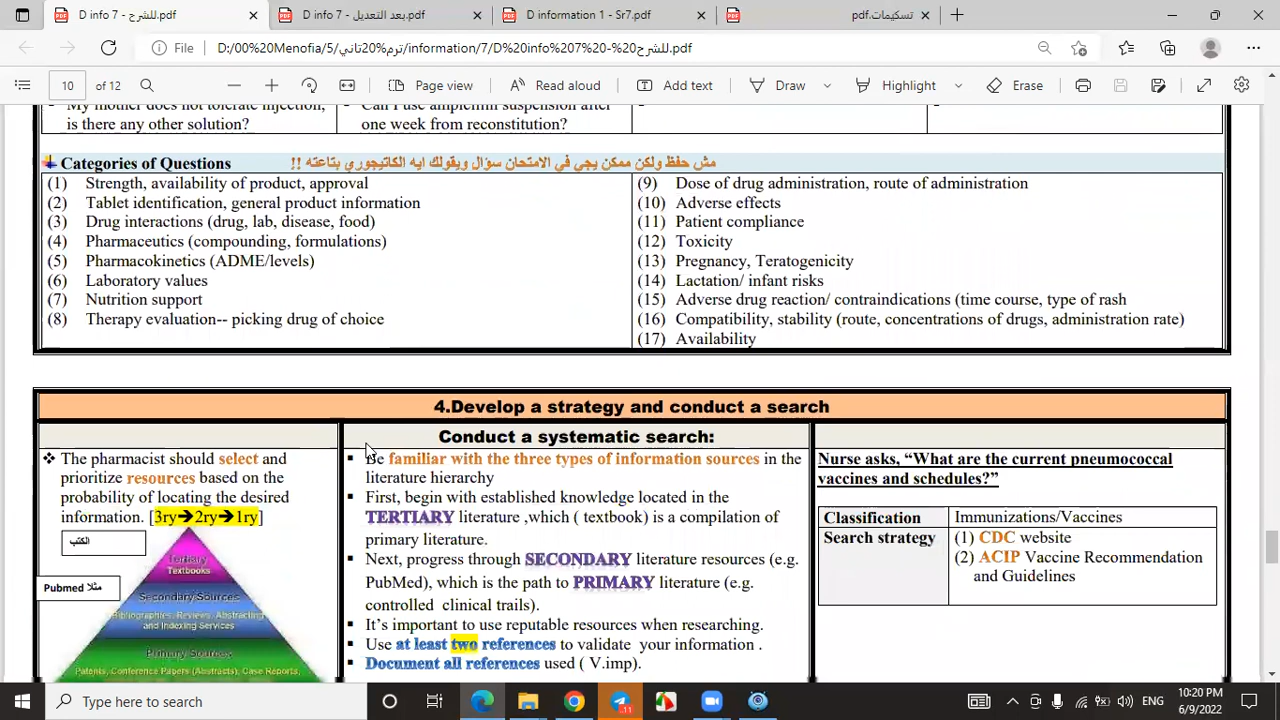 D info 7 - للشرح.pdf
D info 7 - بعد التعديل.pdf
D information 1 - Sr7.pdf
تسكيمات.pdf
File
D:/00%20Menofia/5/ترم%20تاني/information/7/D%20info%207%20-%20للشرح.pdf
10
of 12
Page view
Read aloud
Add text
Draw
Highlight
Erase
My mother does not tolerate injection, is there any other solution?
Can I use ampicillin suspension after one week from reconstitution?
Categories of Questions
مش حفظ ولكن ممكن يجي في الامتحان سؤال ويقولك ايه الكاتيجوري بتاعته !!
(1) Strength, availability of product, approval
(2) Tablet identification, general product information
(3) Drug interactions (drug, lab, disease, food)
(4) Pharmaceutics (compounding, formulations)
(5) Pharmacokinetics (ADME/levels)
(6) Laboratory values
(7) Nutrition support
(8) Therapy evaluation-- picking drug of choice
(9) Dose of drug administration, route of administration
(10) Adverse effects
(11) Patient compliance
(12) Toxicity
(13) Pregnancy, Teratogenicity
(14) Lactation/ infant risks
(15) Adverse drug reaction/ contraindications (time course, type of rash
(16) Compatibility, stability (route, concentrations of drugs, administration rate)
(17) Availability
4.Develop a strategy and conduct a search
❖ The pharmacist should select and
prioritize resources based on the
probability of locating the desired
information. [3ry➔2ry➔1ry]
الكتب
Tertiary
Textbooks
Pubmed مثلا
Secondary Sources
Bibliographies, Reviews, Abstracting
and Indexing Services
Primary Sources
Patents, Conference Papers (Abstracts), Case Reports,
Conduct a systematic search:
▪ Be familiar with the three types of information sources in the
literature hierarchy
▪ First, begin with established knowledge located in the
TERTIARY literature ,which ( textbook) is a compilation of
primary literature.
▪ Next, progress through SECONDARY literature resources (e.g.
PubMed), which is the path to PRIMARY literature (e.g.
controlled clinical trails).
▪ It's important to use reputable resources when researching.
▪ Use at least two references to validate your information .
▪ Document all references used ( V.imp).
Nurse asks, “What are the current pneumococcal
vaccines and schedules?”
Classification Immunizations/Vaccines
Search strategy (1) CDC website
(2) ACIP Vaccine Recommendation
and Guidelines
Type here to search
11
ENG
10:20 PM
6/9/2022